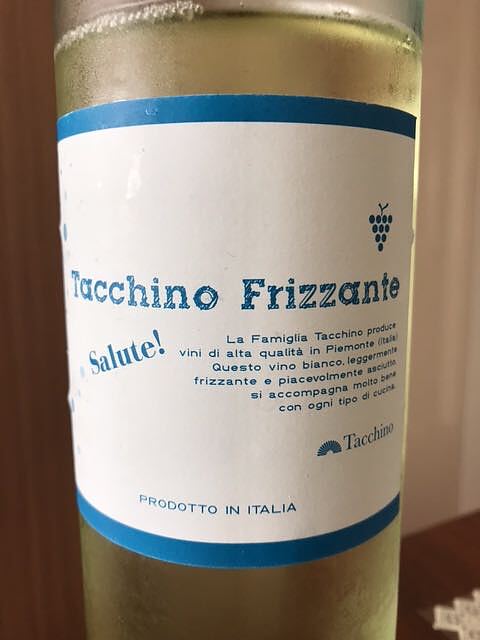 Tacchino Frizzante
Salute!
La Famiglia Tacchino produce
vini di alta qualità in Piemonte (Italia)
Questo vino bianco, leggermente
frizzante e piacevolmente asciutto,
si accompagna molto bene
con ogni tipo di cucina.
Tacchino
PRODOTTO IN ITALIA